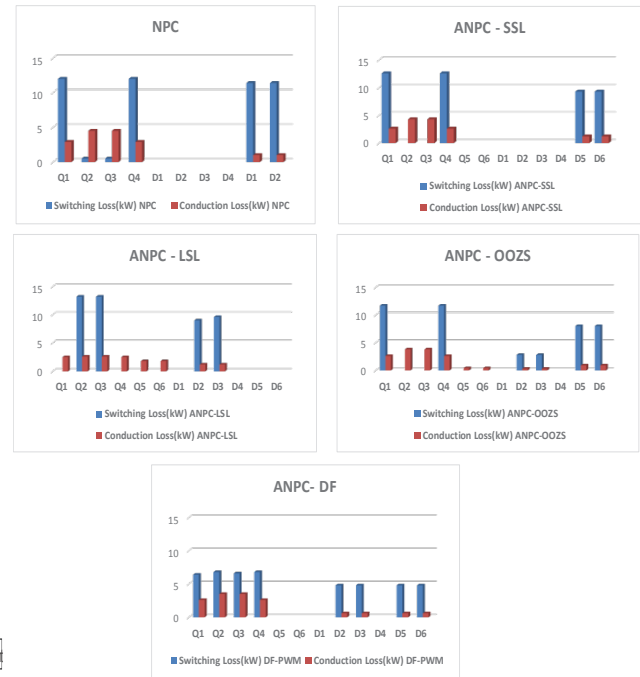 NPC
15
10
5
0
Q1 Q2 Q3 Q4 D1 D2 D3 D4 D1 D2
Switching Loss(kW) NPC Conduction Loss(kW) NPC
ANPC - SSL
15
10
5
0
Q1 Q2 Q3 Q4 Q5 Q6 D1 D2 D3 D4 D5 D6
Switching Loss(kW) ANPC-SSL
Conduction Loss(kW) ANPC-SSL
ANPC - LSL
15
10
5
0
Q1 Q2 Q3 Q4 Q5 Q6 D1 D2 D3 D4 D5 D6
Switching Loss(kW) ANPC-LSL
Conduction Loss(kW) ANPC-LSL
ANPC - OOZS
15
10
5
0
Q1 Q2 Q3 Q4 Q5 Q6 D1 D2 D3 D4 D5 D6
Switching Loss(kW) ANPC-OOZS
Conduction Loss(kW) ANPC-OOZS
ANPC- DF
15
10
5
0
Q1 Q2 Q3 Q4 Q5 Q6 D1 D2 D3 D4 D5 D6
Switching Loss(kW) DF-PWM Conduction Loss(kW) DF-PWM